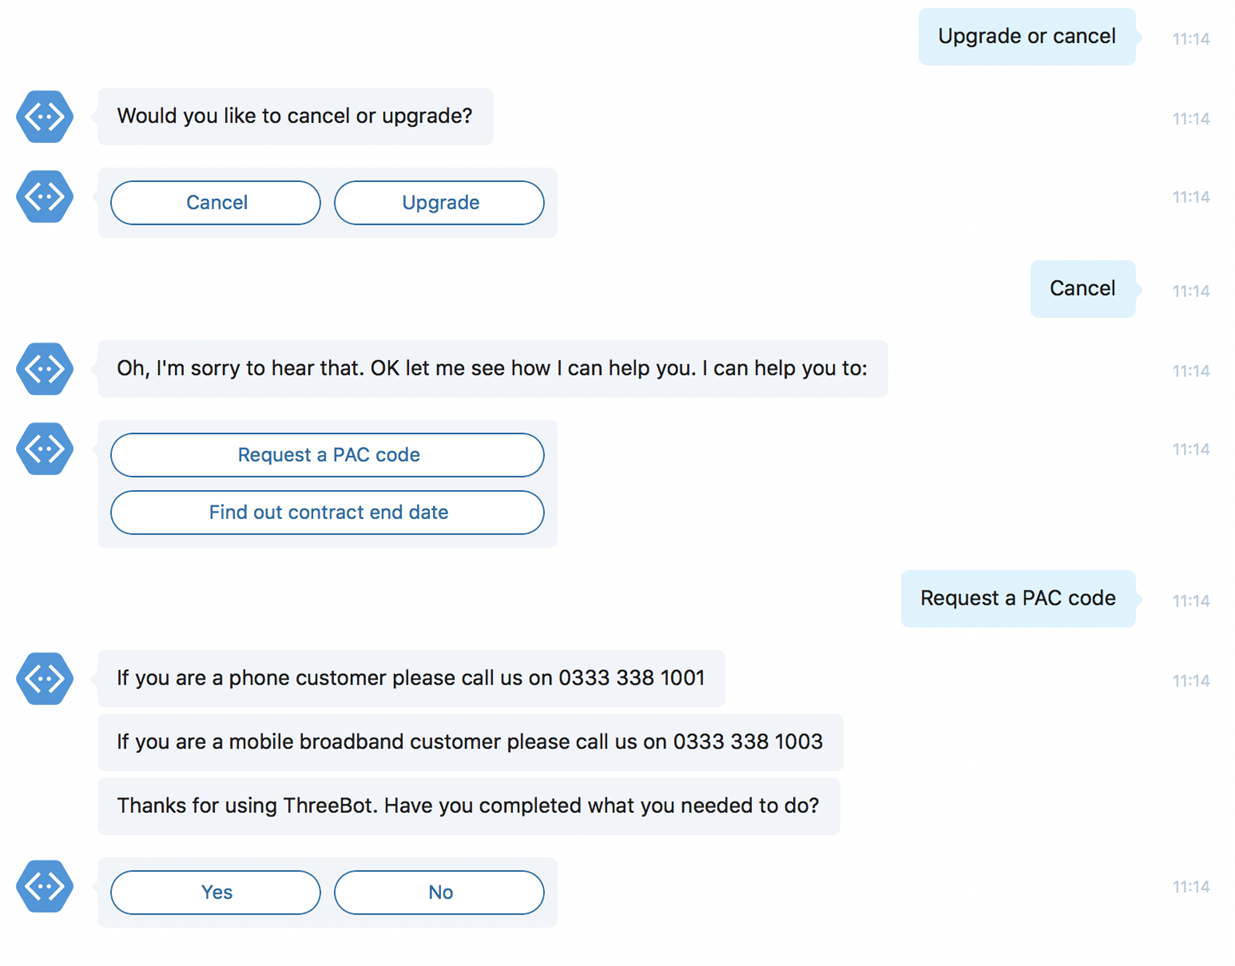 Upgrade or cancel
11:14
Would you like to cancel or upgrade?
11:14
Cancel
Upgrade
11:14
Cancel
11:14
Oh, I'm sorry to hear that. OK let me see how I can help you. I can help you to:
11:14
Request a PAC code
11:14
Find out contract end date
Request a PAC code
11:14
If you are a phone customer please call us on 0333 338 1001
11:14
If you are a mobile broadband customer please call us on 0333 338 1003
Thanks for using ThreeBot. Have you completed what you needed to do?
Yes
No
11:14